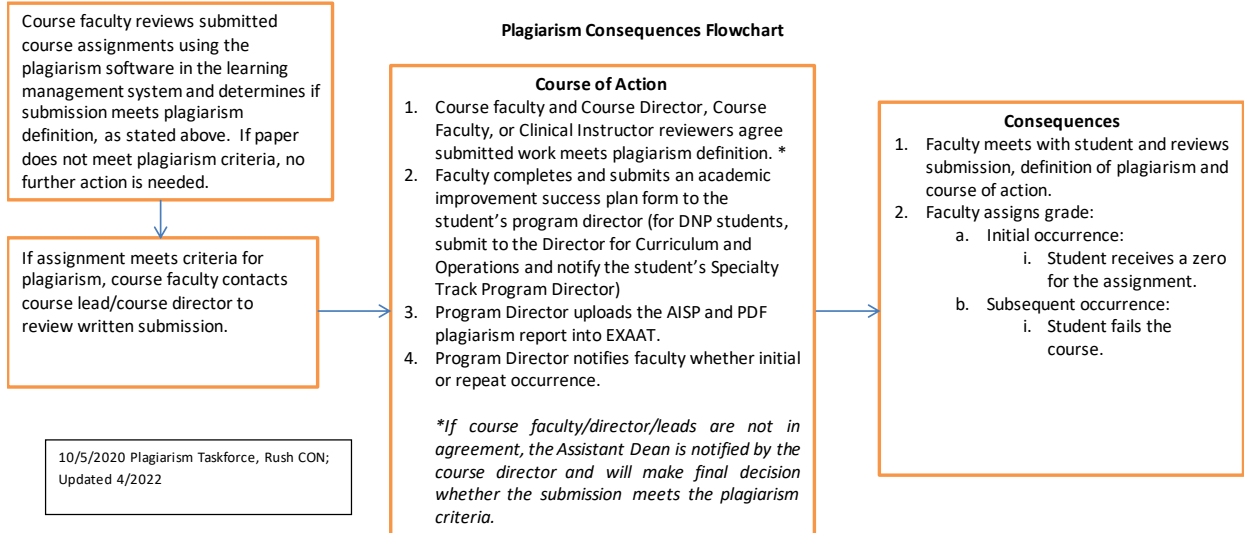 Plagiarism Consequences Flowchart
Course faculty reviews submitted
course assignments using the
plagiarism software in the learning
management system and determines if
submission meets plagiarism
definition, as stated above.  If paper
does not meet plagiarism criteria, no
further action is needed.
If assignment meets criteria for
plagiarism, course faculty contacts
course lead/course director to
review written submission.
Course of Action
1. Course faculty and Course Director, Course
Faculty, or Clinical Instructor reviewers agree
submitted work meets plagiarism definition. *
2. Faculty completes and submits an academic
improvement success plan form to the
student’s program director (for DNP students,
submit to the Director for Curriculum and
Operations and notify the student’s Specialty
Track Program Director)
3. Program Director uploads the AISP and PDF
plagiarism report into EXAAT.
4. Program Director notifies faculty whether initial
or repeat occurrence.
*If course faculty/director/leads are not in
agreement, the Assistant Dean is notified by the
course director and will make final decision
whether the submission meets the plagiarism
criteria.
Consequences
1. Faculty meets with student and reviews
submission, definition of plagiarism and
course of action.
2. Faculty assigns grade:
a. Initial occurrence:
i. Student receives a zero
for the assignment.
b. Subsequent occurrence:
i. Student fails the
course.
10/5/2020 Plagiarism Taskforce, Rush CON;
Updated 4/2022